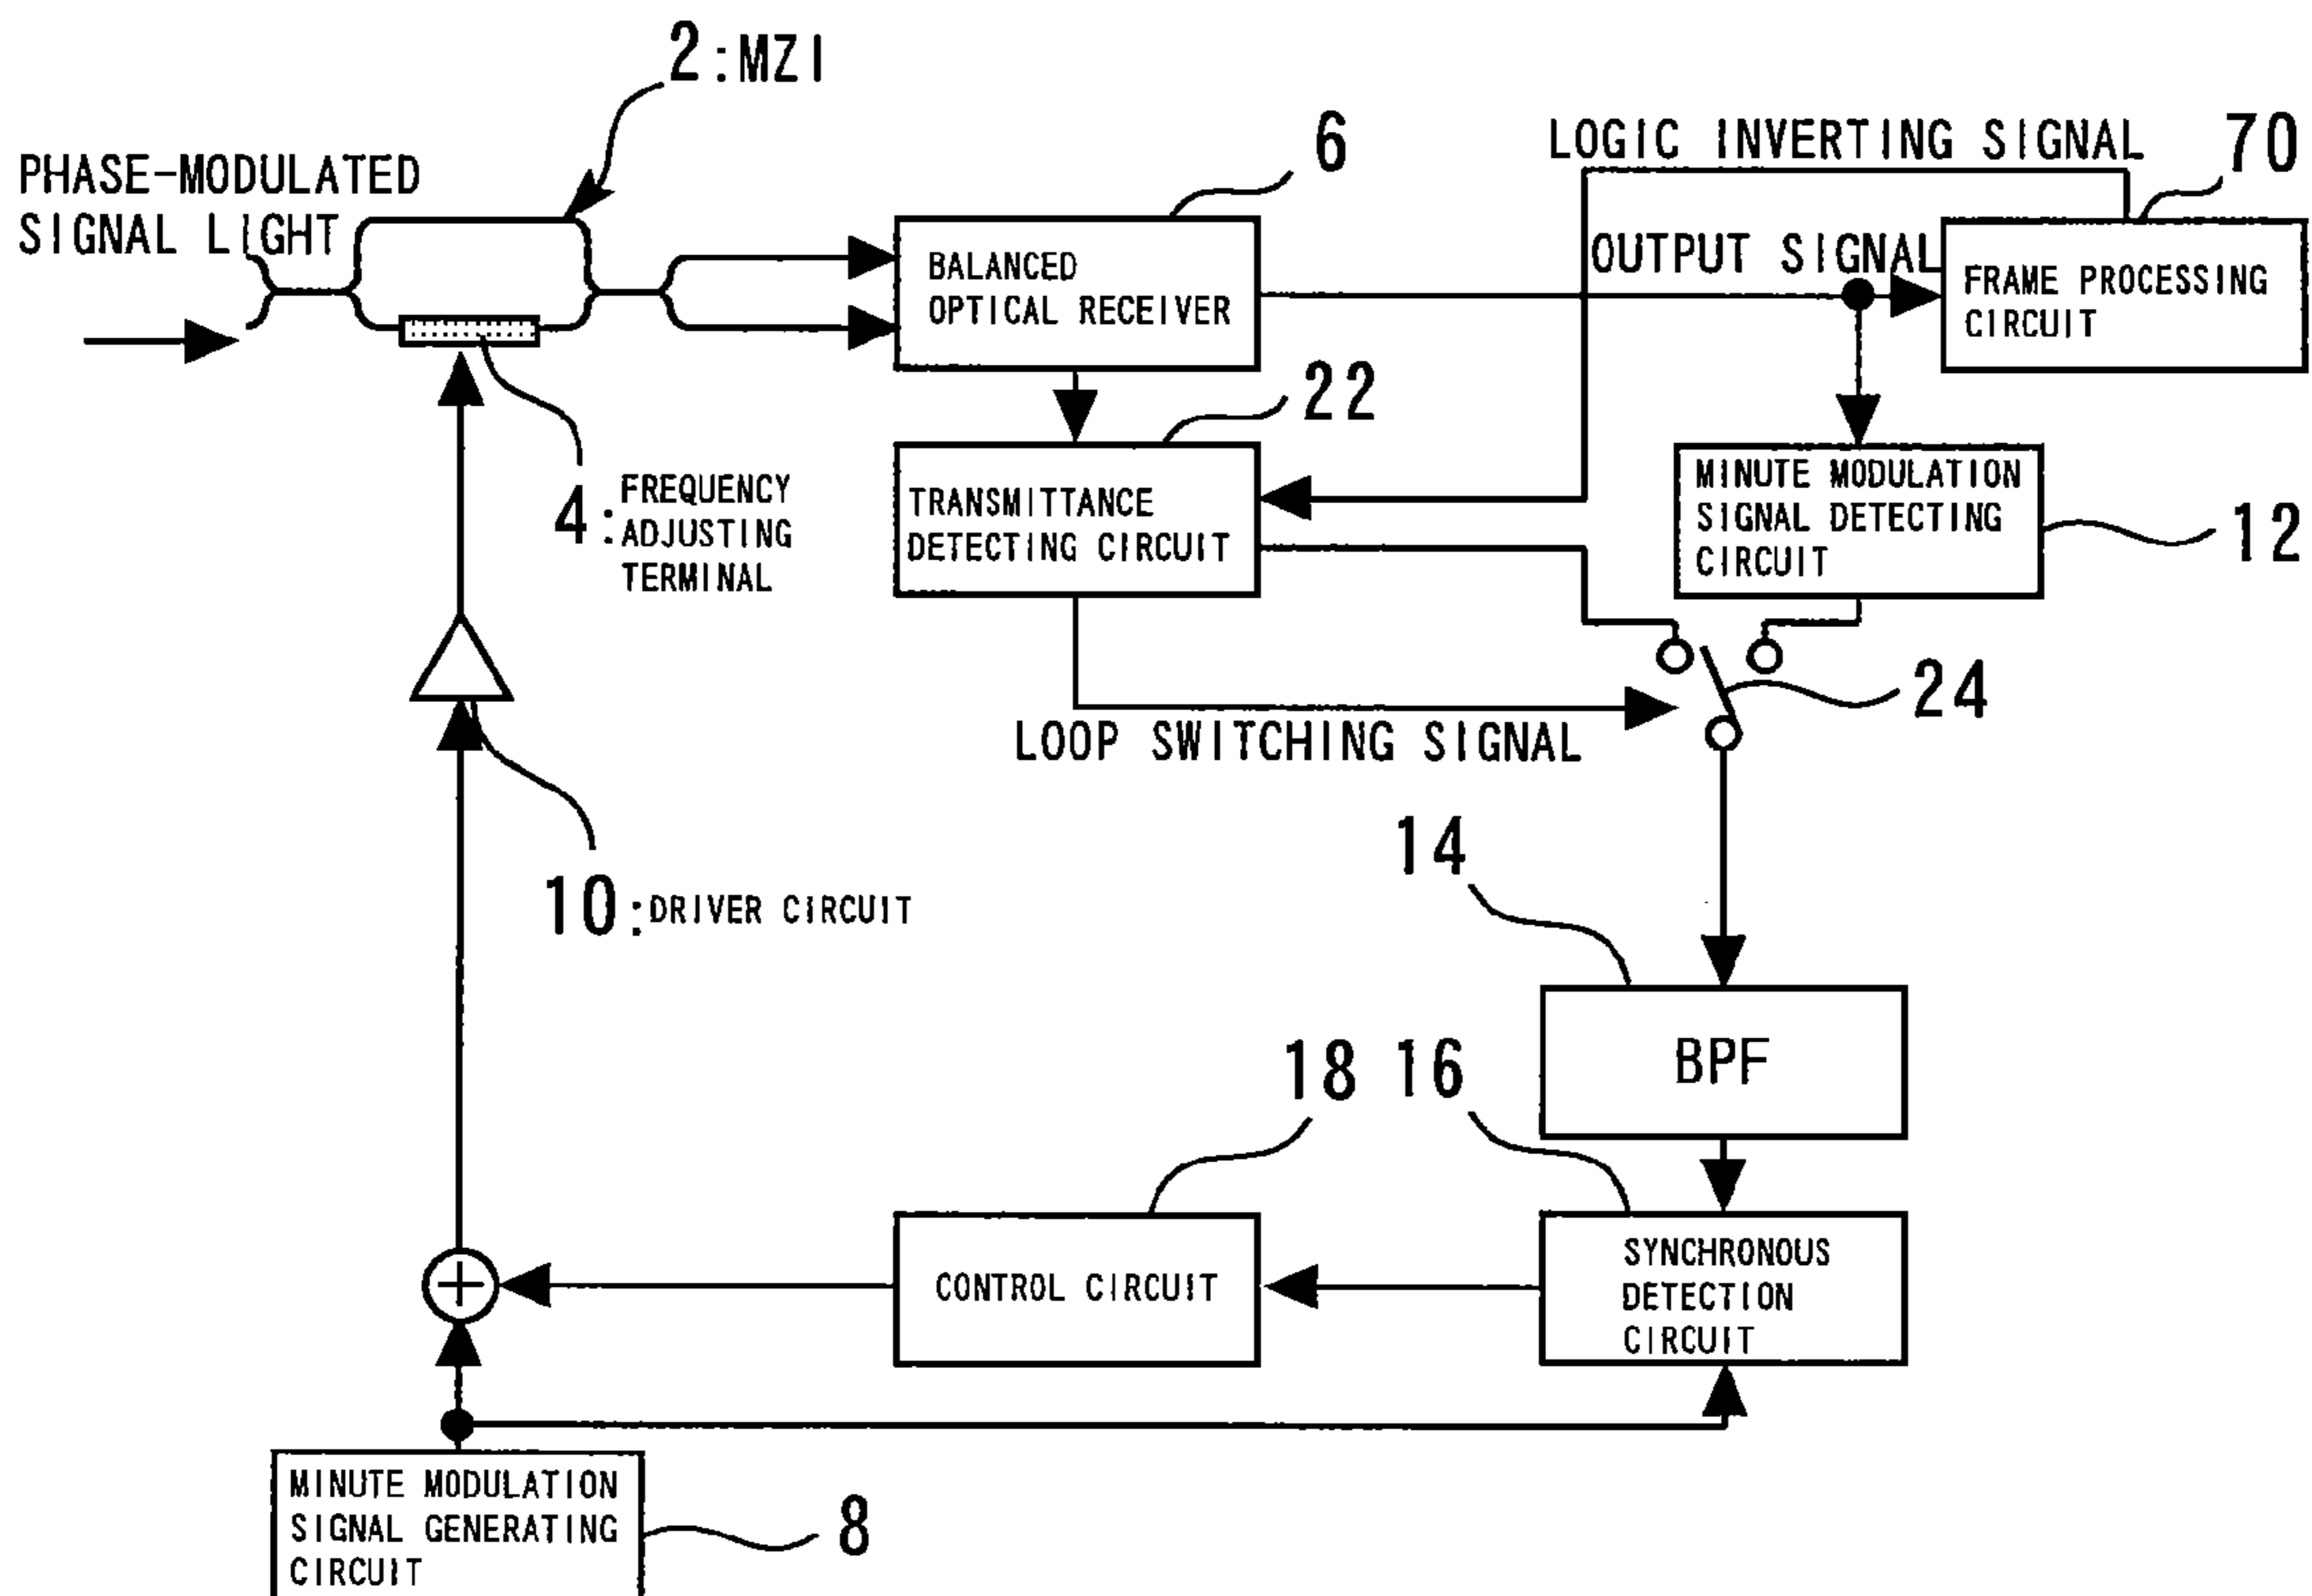 2:MZI
PHASE-MODULATED
SIGNAL LIGHT
6
LOGIC INVERTING SIGNAL
70
BALANCED
OPTICAL RECEIVER
OUTPUT SIGNAL
FRAME PROCESSING
CIRCUIT
22
4:FREQUENCY
ADJUSTING
TERMINAL
TRANSMITTANCE
DETECTING CIRCUIT
MINUTE MODULATION
SIGNAL DETECTING
CIRCUIT
12
24
LOOP SWITCHING SIGNAL
10:DRIVER CIRCUIT
14
BPF
18
16
CONTROL CIRCUIT
SYNCHRONOUS
DETECTION
CIRCUIT
MINUTE MODULATION
SIGNAL GENERATING
CIRCUIT
8